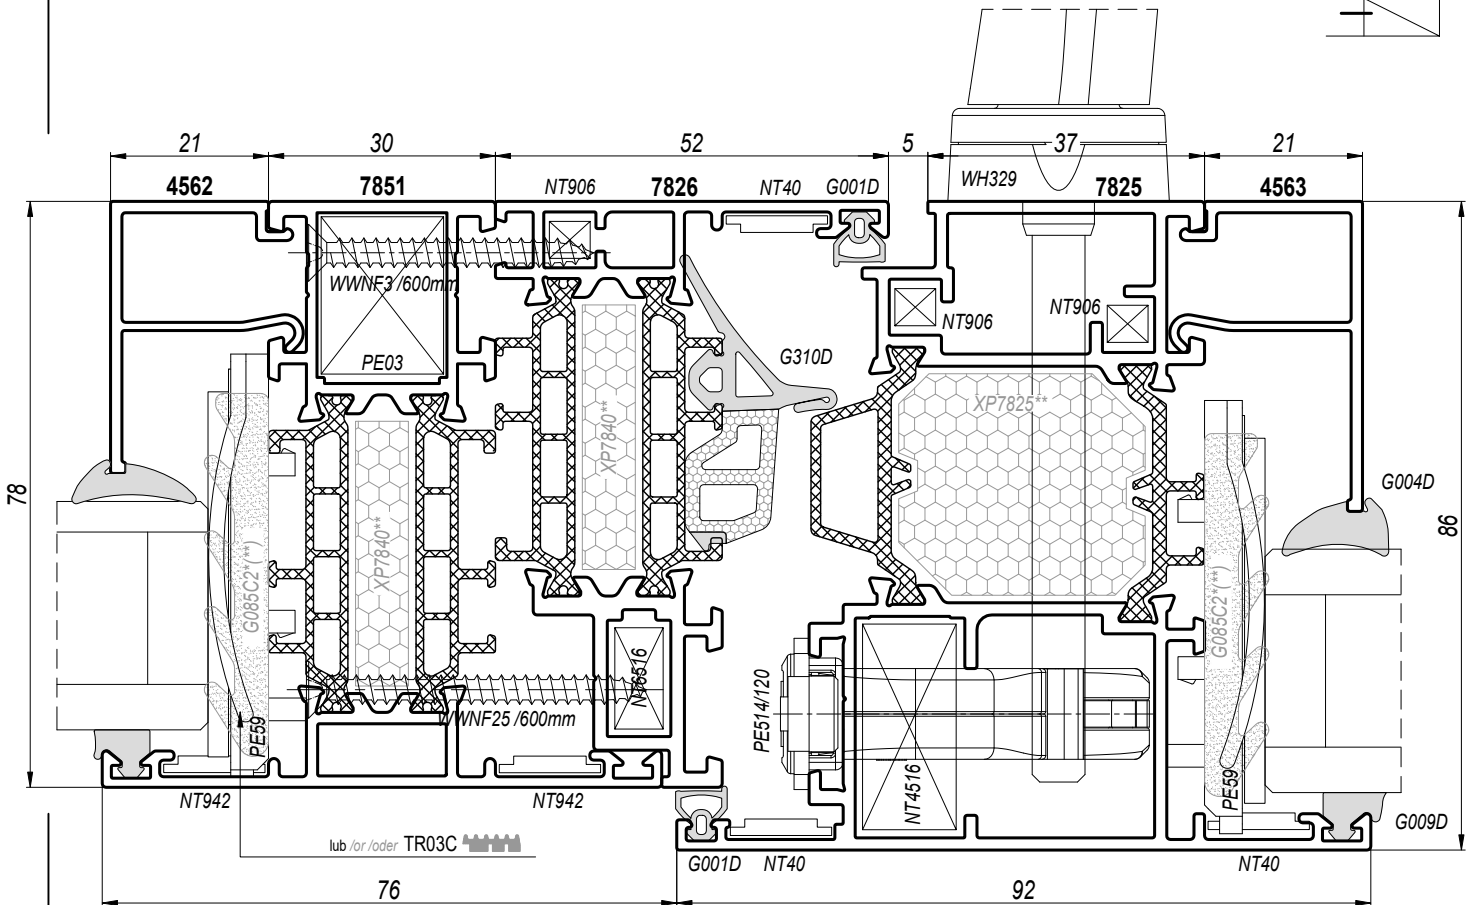 21 30 52 5 37 21
4562 7851 NT906 7826 NT40 G001D WH329 7825 4563
WWNF3 /600mm
NT906 NT906
PE03 G310D
XP7840** XP7825**
G004D
78
XP7840**
86
G085C2*(**) G085C2*(**)
NT6516
WWNF25 /600mm
PE59 PE514/120 NT4516 PE59
NT942 NT942
G009D
lub /or /oder TR03C
G001D NT40 NT40
76 92